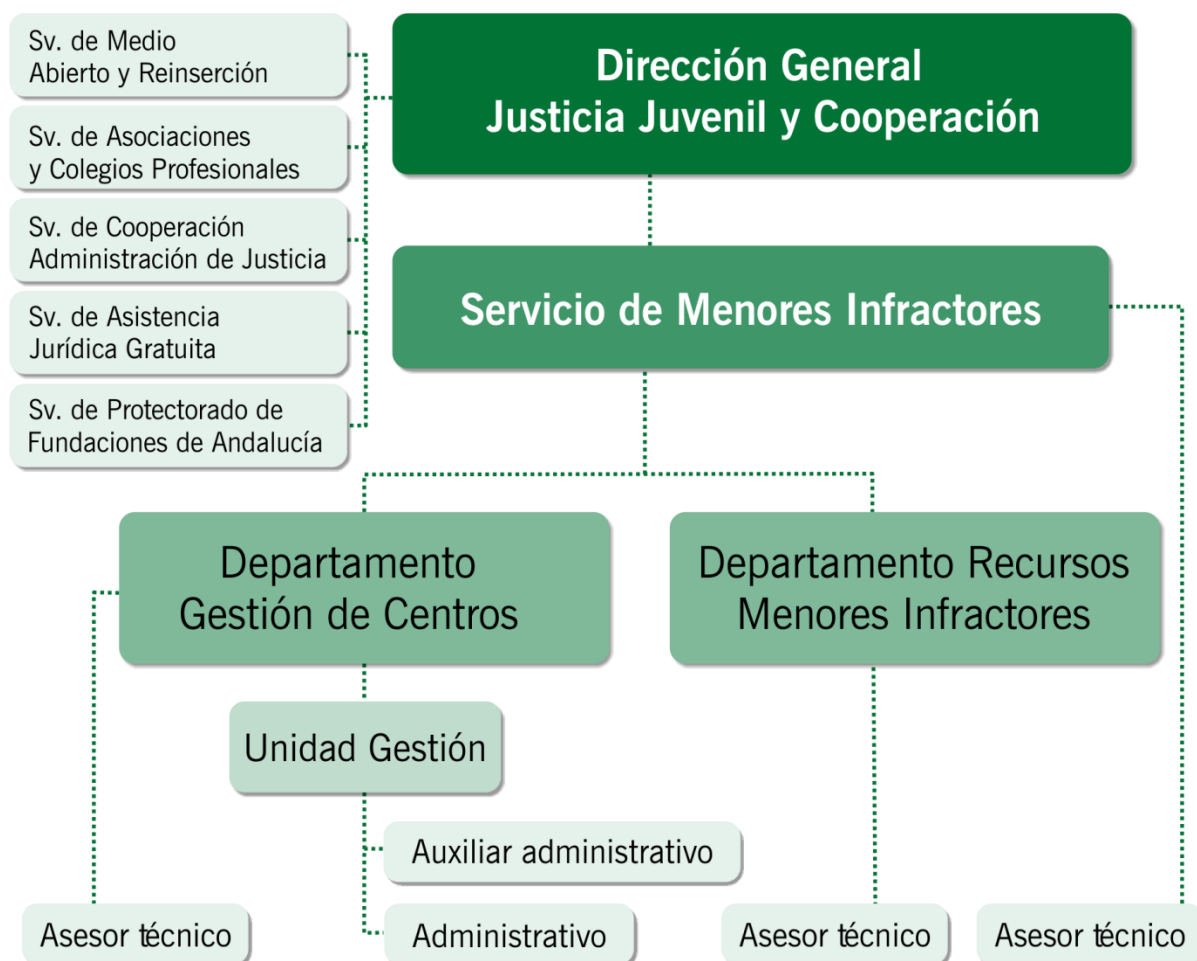 Sv. de Medio
Abierto y Reinserción
Sv. de Asociaciones
y Colegios Profesionales
Sv. de Cooperación
Administración de Justicia
Sv. de Asistencia
Jurídica Gratuita
Sv. de Protectorado de
Fundaciones de Andalucía
Dirección General
Justicia Juvenil y Cooperación
Servicio de Menores Infractores
Departamento
Gestión de Centros
Departamento Recursos
Menores Infractores
Unidad Gestión
Auxiliar administrativo
Asesor técnico
Administrativo
Asesor técnico
Asesor técnico